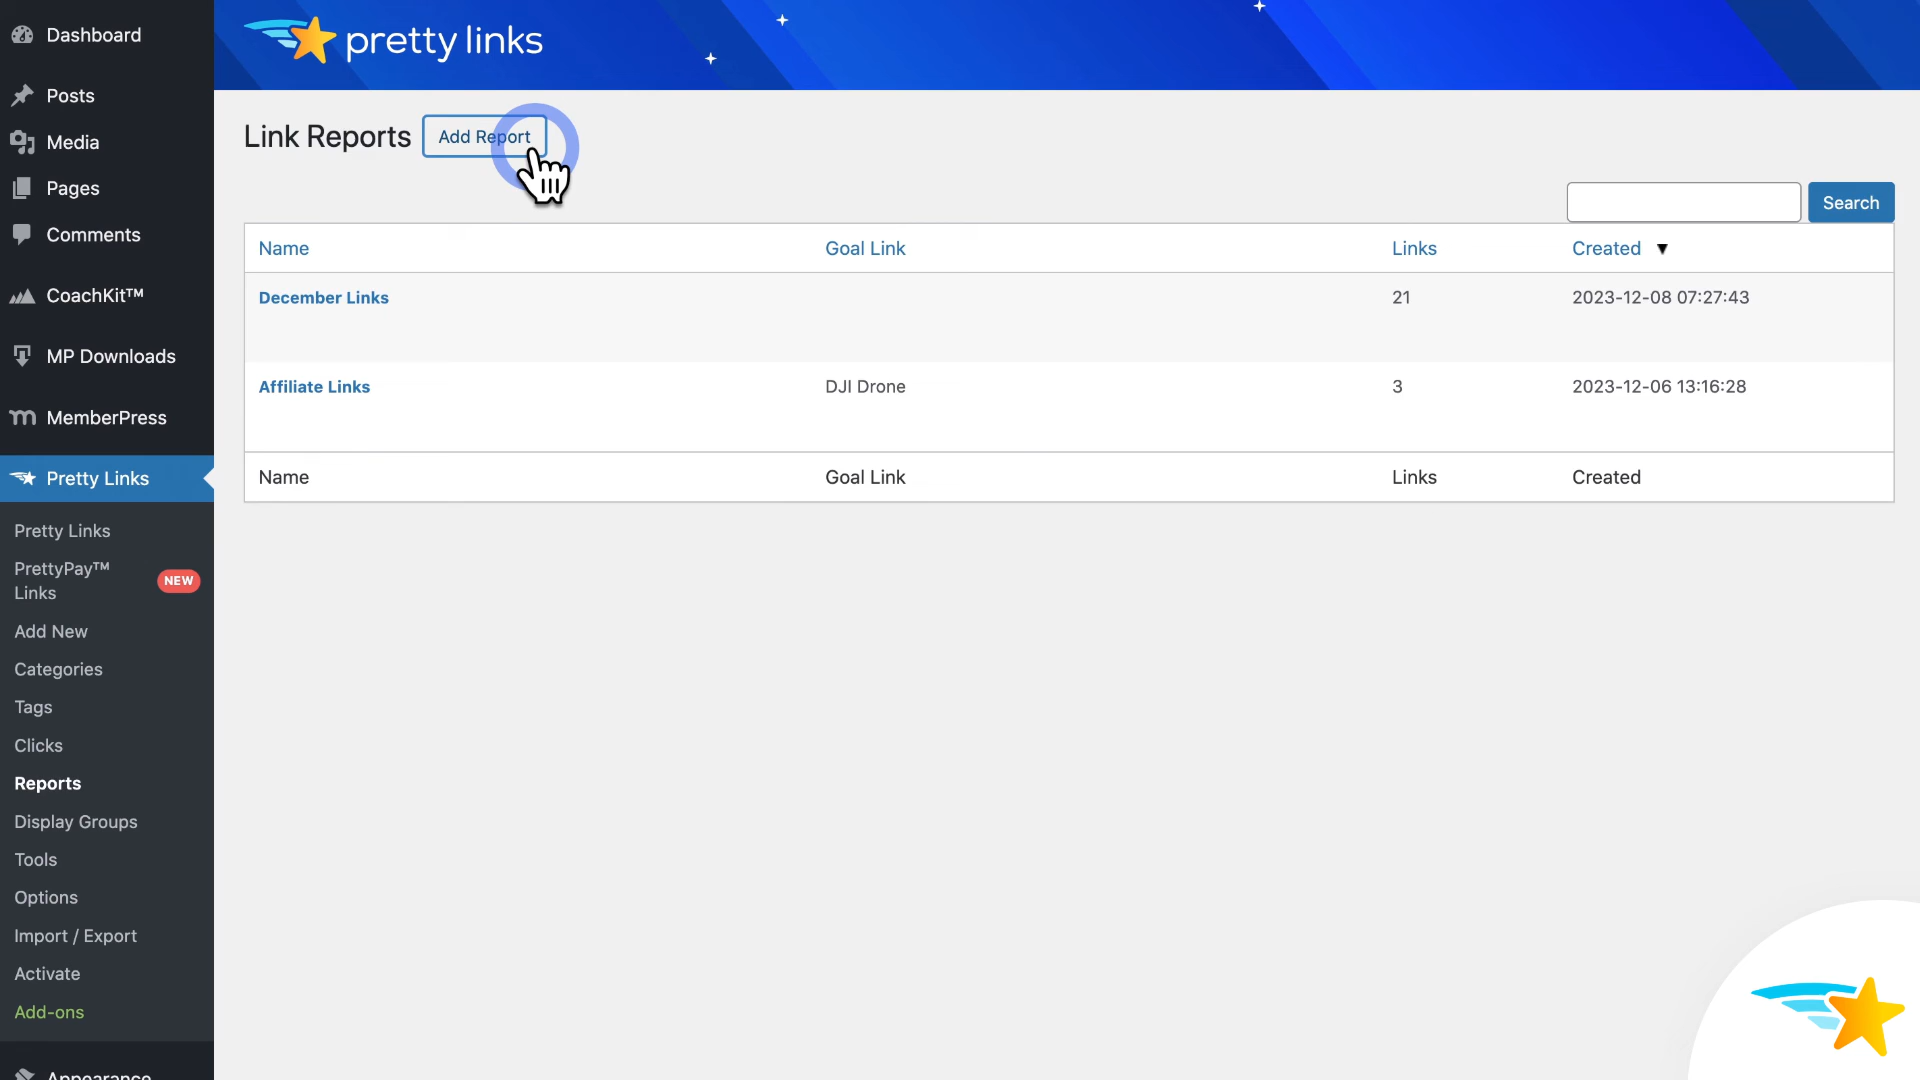 Dashboard
Posts
Media
Pages
Comments
CoachKit™
MP Downloads
MemberPress
Pretty Links
Pretty Links
PrettyPay™
Links
NEW
Add New
Categories
Tags
Clicks
Reports
Display Groups
Tools
Options
Import / Export
Activate
Add-ons
Appearance
pretty links
Link Reports
Add Report
Search
Name Goal Link Links Created ▼
December Links 21 2023-12-08 07:27:43
Affiliate Links DJI Drone 3 2023-12-06 13:16:28
Name Goal Link Links Created